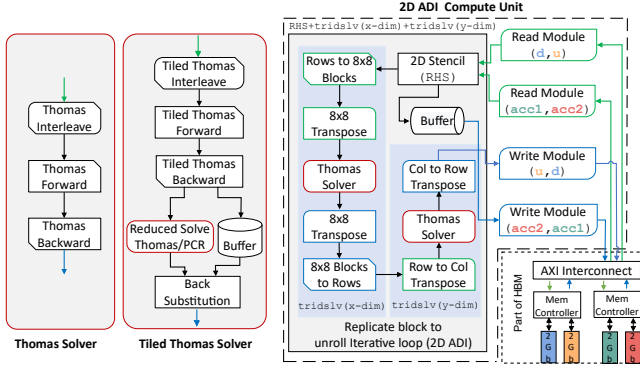 2D ADI  Compute Unit
RHS+tridslv(x-dim)+tridslv(y-dim)
Thomas
Interleave
Thomas
Forward
Thomas
Backward
Thomas Solver
Tiled Thomas
Interleave
Tiled Thomas
Forward
Tiled Thomas
Backward
Reduced Solve
Thomas/PCR
Buffer
Back
Substitution
Tiled Thomas Solver
Rows to 8x8
Blocks
8x8
Transpose
Thomas
Solver
8x8
Transpose
8x8 Blocks
to Rows
tridslv(x-dim)
2D Stencil
(RHS)
Buffer
Col to Row
Transpose
Thomas
Solver
Row to Col
Transpose
tridslv(y-dim)
Replicate block to
unroll Iterative loop (2D ADI)
Read Module
(d,u)
Read Module
(acc1,acc2)
Write Module
(u,d)
Write Module
(acc2,acc1)
Part of HBM
AXI Interconnect
Mem
Controller
Mem
Controller
2
G
b
2
G
b
2
G
b
2
G
b